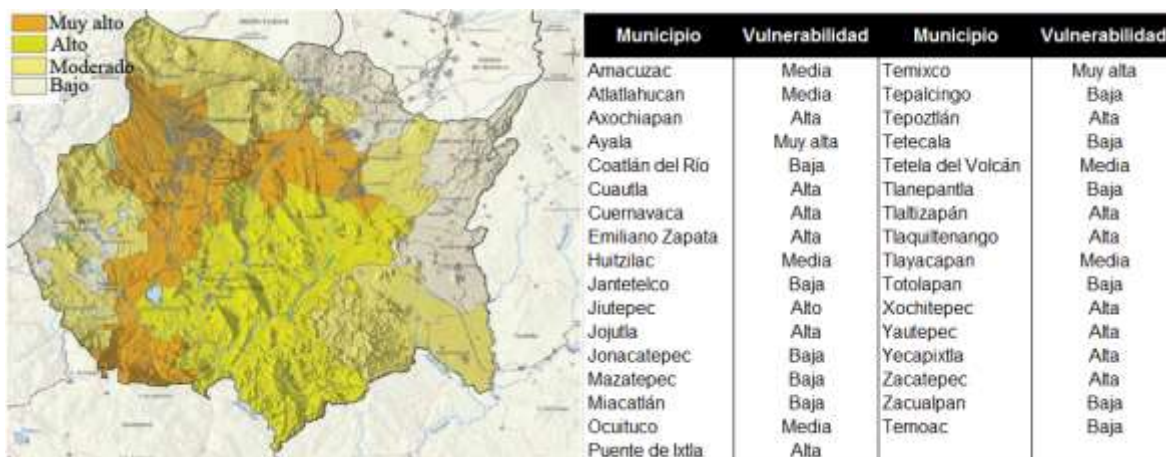 Muy alto
Alto
Moderado
Bajo
Municipio Vulnerabilidad Municipio Vulnerabilidad
Amacuzac Media Temixco Muy alta
Atlatlahucan Media Tepalcingo Baja
Axochiapan Alta Tepoztlán Alta
Ayala Muy alta Tetecala Baja
Coatlán del Río Baja Tetela del Volcán Media
Cuautla Alta Tlanepantla Baja
Cuernavaca Alta Tlaltizapán Alta
Emiliano Zapata Alta Tlaquiltenango Alta
Huitzilac Media Tlayacapan Media
Jantetelco Baja Totolapan Baja
Jiutepec Alto Xochitepec Alta
Jojutla Alta Yautepec Alta
Jonacatepec Baja Yecapixtla Alta
Mazatepec Baja Zacatepec Alta
Miacatlán Baja Zacualpan Baja
Ocuituco Media Temoac Baja
Puente de Ixtla Alta